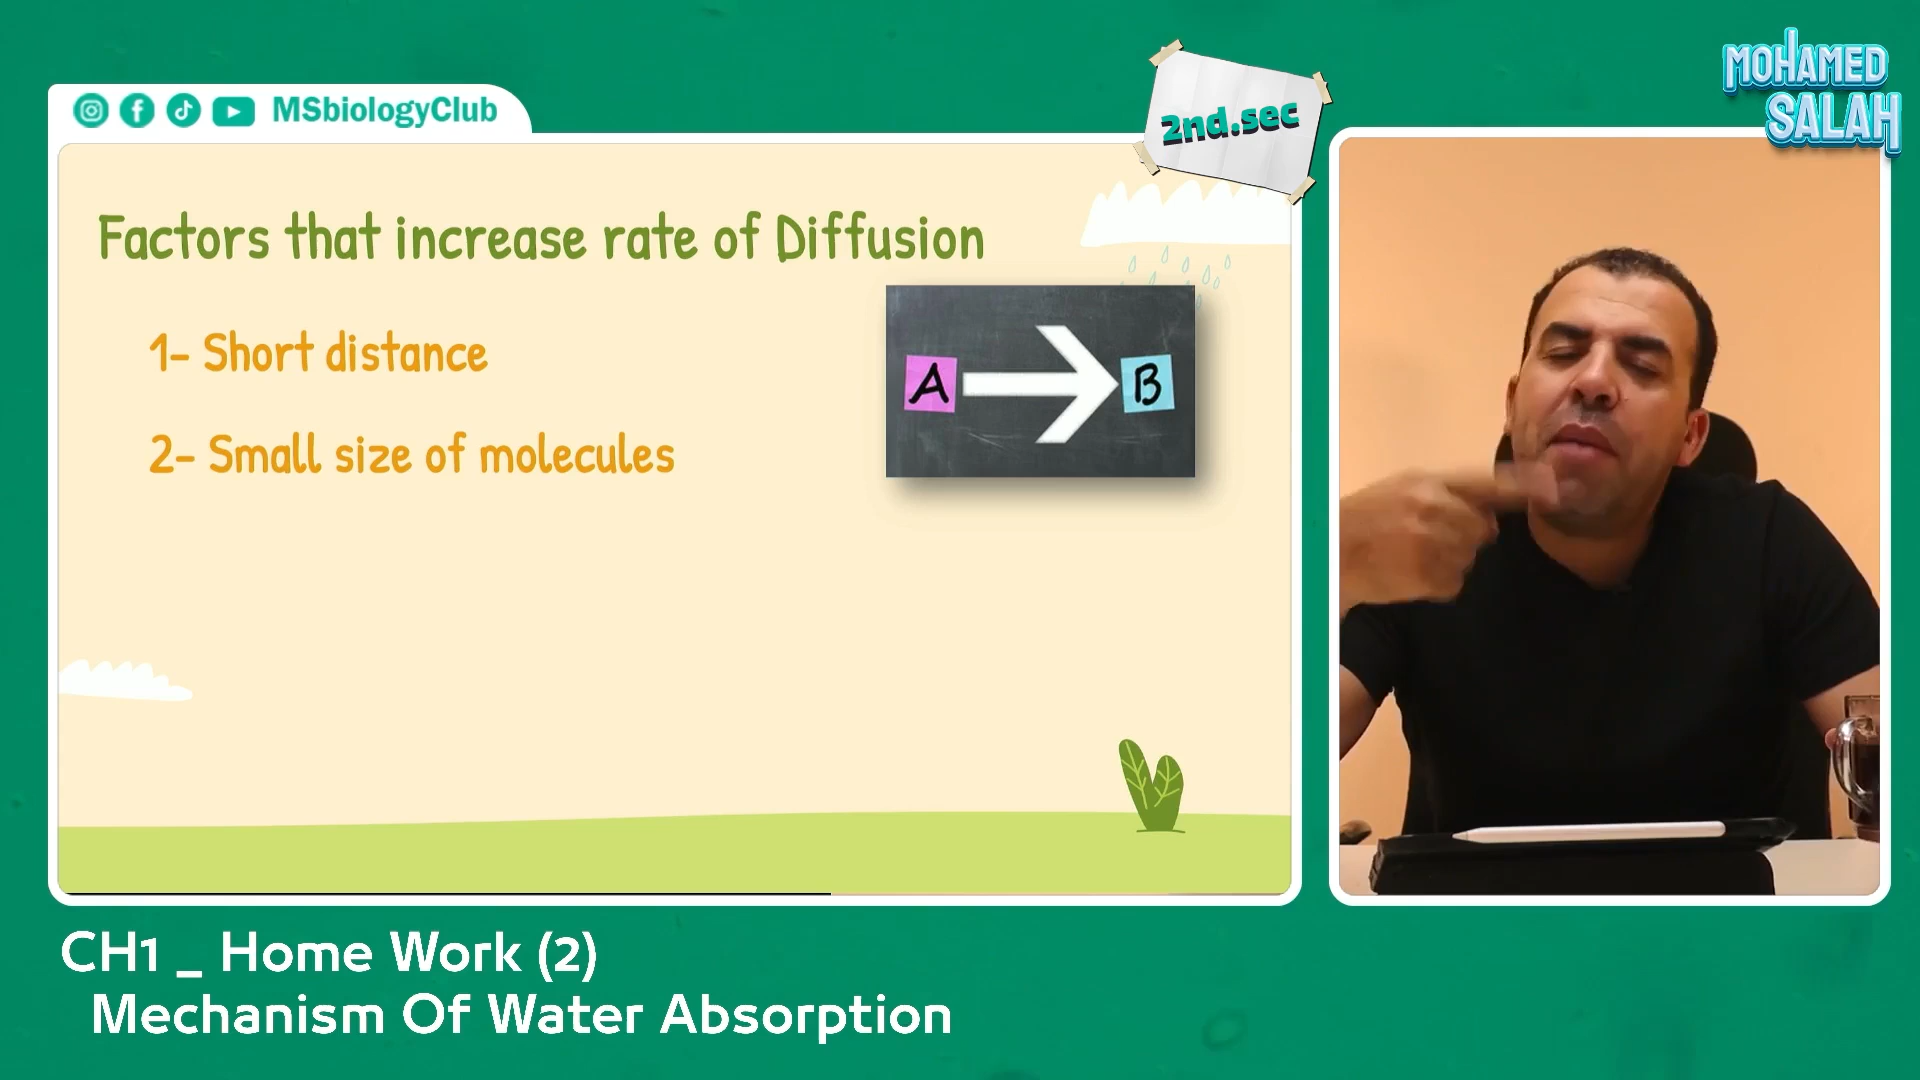 MOHAMED
SALAH
MSbiologyClub
2nd.sec
Factors that increase rate of Diffusion
1- Short distance
2- Small size of molecules
A
B
CH1 _ Home Work (2)
Mechanism Of Water Absorption